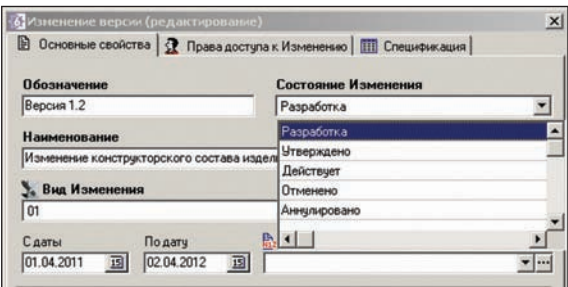 Изменение версии (редактирование)
Основные свойства Права доступа к Изменению Спецификация
Обозначение Состояние Изменения
Версия 1.2 Разработка
Наименование Разработка
Изменение конструкторского состава издел Утверждено
Действует
Вид Изменения Отменено
01 Аннулировано
С даты По дату
01.04.2011 15 02.04.2012 15